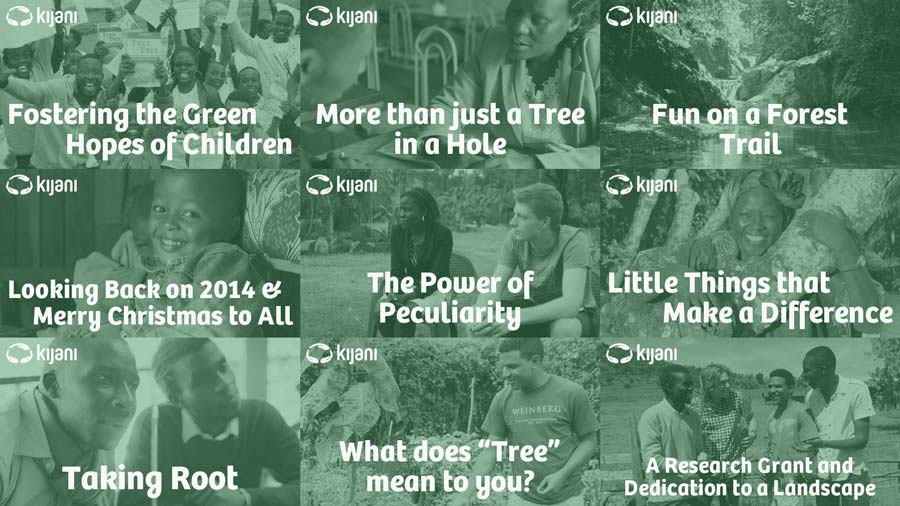 kijani
Fostering the Green
Hopes of Children
kijani
More than just a Tree
in a Hole
kijani
Fun on a Forest
Trail
kijani
Looking Back on 2014 &
Merry Christmas to All
kijani
The Power of
Peculiarity
kijani
Little Things that
Make a Difference
kijani
Taking Root
kijani
WEINBERG
What does “Tree”
mean to you?
kijani
A Research Grant and
Dedication to a Landscape